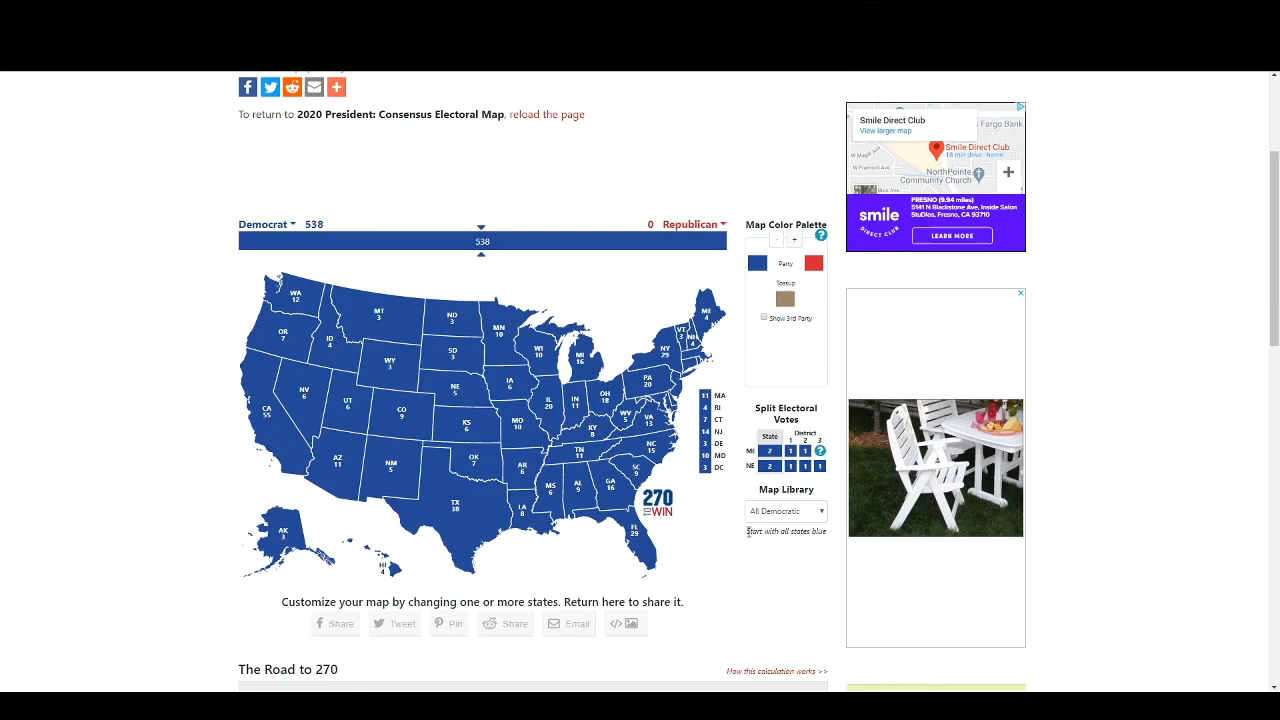 To return to 2020 President: Consensus Electoral Map, reload the page
Democrat 538
0 Republican
538
WA
12
OR
7
CA
55
NV
6
ID
4
MT
3
WY
3
UT
6
AZ
11
CO
9
NM
5
ND
3
SD
3
NE
5
KS
6
OK
7
TX
38
MN
10
IA
6
MO
10
AR
6
LA
8
WI
10
IL
20
MI
16
IN
11
OH
18
KY
8
TN
11
MS
6
AL
9
GA
16
FL
29
SC
9
NC
15
VA
13
WV
5
PA
20
NY
29
VT
3
NH
4
ME
4
AK
3
HI
4
11 MA
4 RI
7 CT
14 NJ
3 DE
10 MD
3 DC
270
TO WIN
Customize your map by changing one or more states. Return here to share it.
Share
Tweet
Pin
Share
Email
The Road to 270
How this calculation works >>
Map Color Palette
?
- +
Party
Tossup
Show 3rd Party
Split Electoral
Votes
State District
1 2 3
ME 2 1 1 ?
NE 2 1 1 1
Map Library
All Democratic
Start with all states blue
Smile Direct Club
View larger map
Fargo Bank
W Fremont Ave
Smile Direct Club
18 min drive - home
NorthPointe
Community Church
smile
DIRECT CLUB
FRESNO (9.94 miles)
5141 N Blackstone Ave, Inside Salon
StuDios, Fresno, CA 93710
LEARN MORE